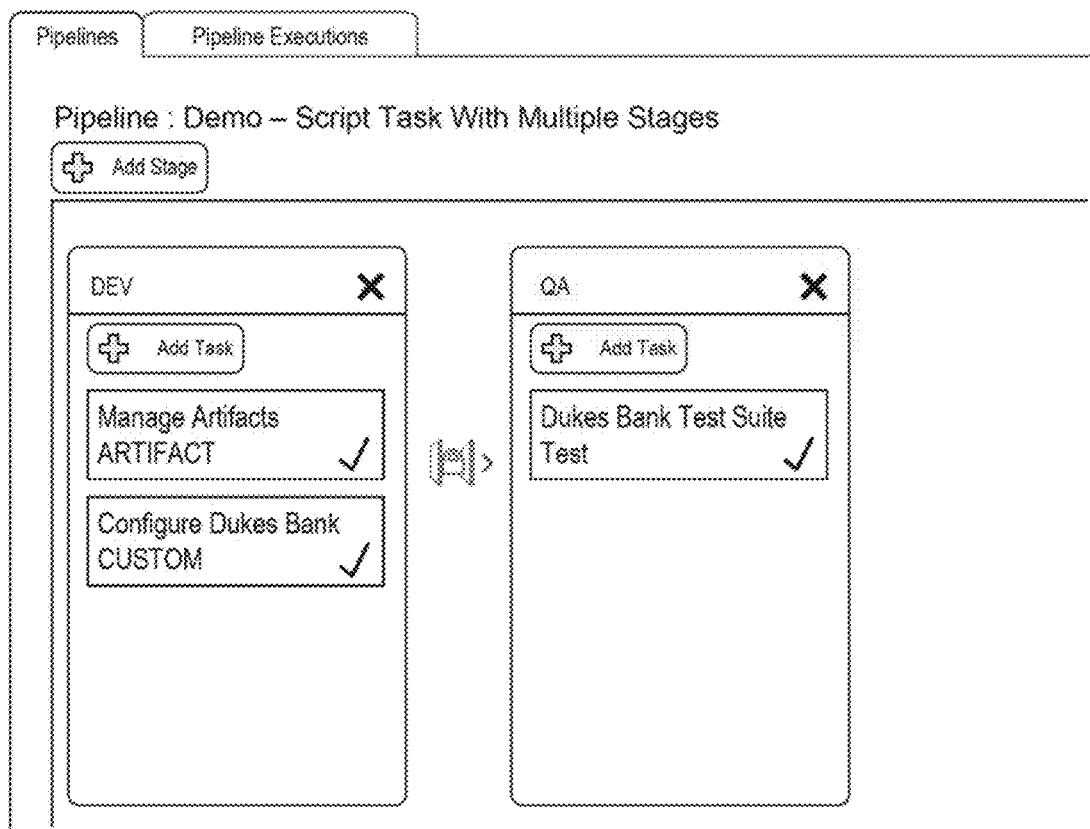 Pipelines
Pipeline Executions
Pipeline : Demo – Script Task With Multiple Stages
Add Stage
DEV
Add Task
Manage Artifacts
ARTIFACT
Configure Dukes Bank
CUSTOM
QA
Add Task
Dukes Bank Test Suite
Test